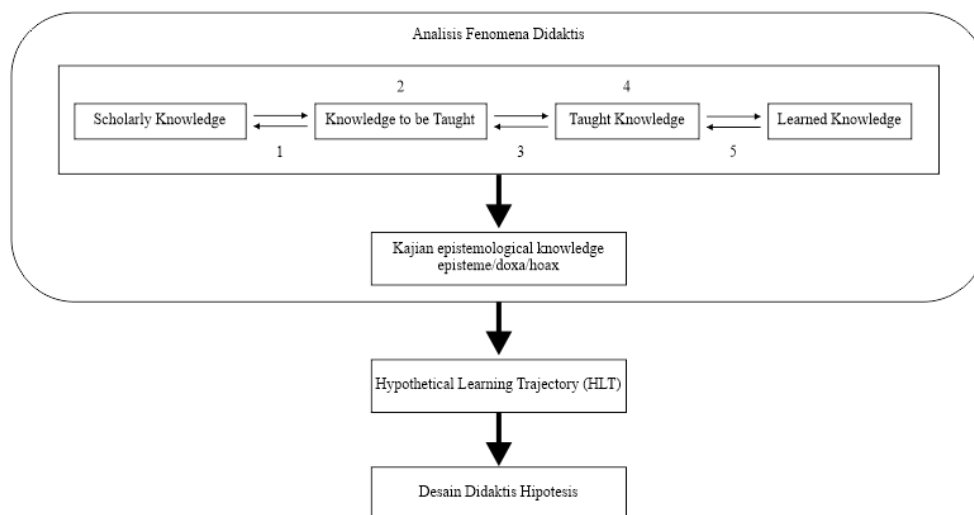 Analisis Fenomena Didaktis
2 4
Scholarly Knowledge Knowledge to be Taught Taught Knowledge Learned Knowledge
1 3 5
Kajian epistemological knowledge
episteme/doxa/hoax
Hypothetical Learning Trajectory (HLT)
Desain Didaktis Hipotesis